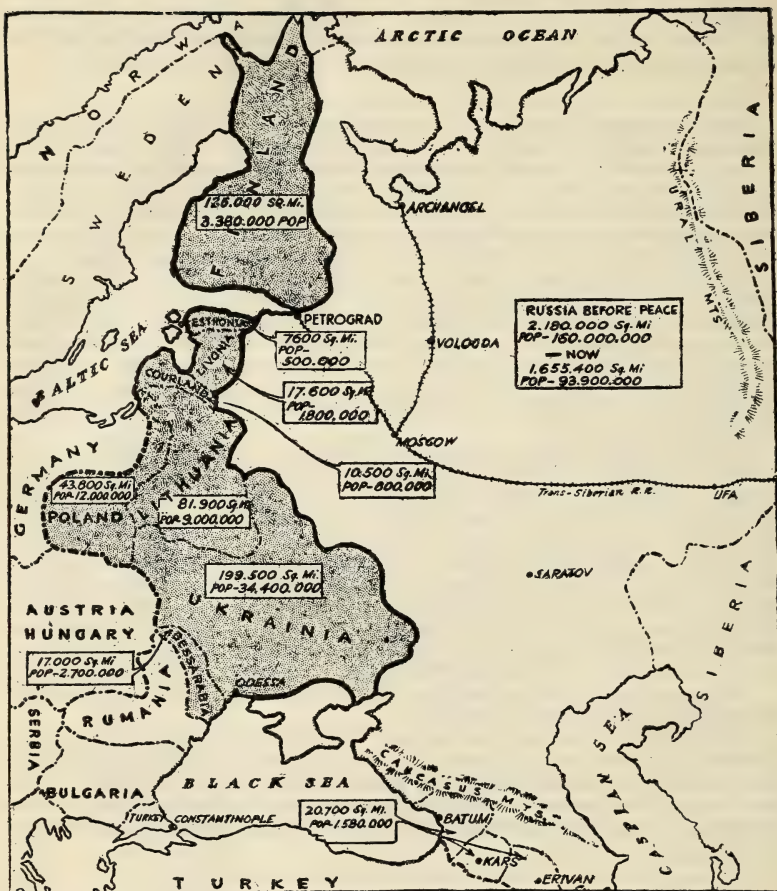 ARCTIC OCEAN
NORWAY
SWEDEN
FINLAND
125.000 SQ.MI.
3.380.000 POP
ARCHANGEL
URAL MTS
SIBERIA
BALTIC SEA
ESTHONIA
PETROGRAD
7600 Sq.Mi
POP-
500.000
LIVONIA
COURLAND
VOLOGDA
RUSSIA BEFORE PEACE
2.180.000 Sq.Mi
POP-160.000.000
— NOW
1.655.400 Sq.Mi
POP-93.900.000
17.600 Sq.Mi
POP-
1.800,000
MOSCOW
10.500 Sq.Mi.
POP-800.000
Trans-Siberian R.R.
UFA
GERMANY
43.800 Sq.Mi
POP-12.000.000
POLAND
LITHUANIA
81.900 Sq.Mi
POP-9.000.000
199.500 Sq.Mi.
POP-34,400.000
UKRAINIA
SARATOV
SIBERIA
AUSTRIA
HUNGARY
17.000 Sq.Mi
POP-2.700.000
BESSARABIA
ODESSA
RUMANIA
SERBIA
BULGARIA
BLACK SEA
CAUCASUS MTS.
CASPIAN SEA
TURKEY
CONSTANTINOPLE
20.700 Sq.Mi.
POP-1.580.000
BATUMI
KARS
ERIVAN
TURKEY